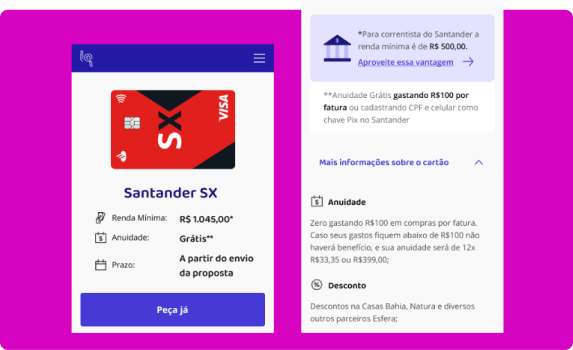 iq
VISA
SX
Santander SX
Renda Mínima: R$ 1.045,00*
Anuidade: Grátis**
Prazo: A partir do envio
da proposta
Peça já
*Para correntista do Santander a
renda mínima é de R$ 500,00.
Aproveite essa vantagem
**Anuidade Grátis gastando R$100 por
fatura ou cadastrando CPF e celular como
chave Pix no Santander
Mais informações sobre o cartão
Anuidade
Zero gastando R$100 em compras por fatura.
Caso seus gastos fiquem abaixo de R$100 não
haverá benefício, e sua anuidade será de 12x
R$33,35 ou R$399,00;
Desconto
Descontos na Casas Bahia, Natura e diversos
outros parceiros Esfera;